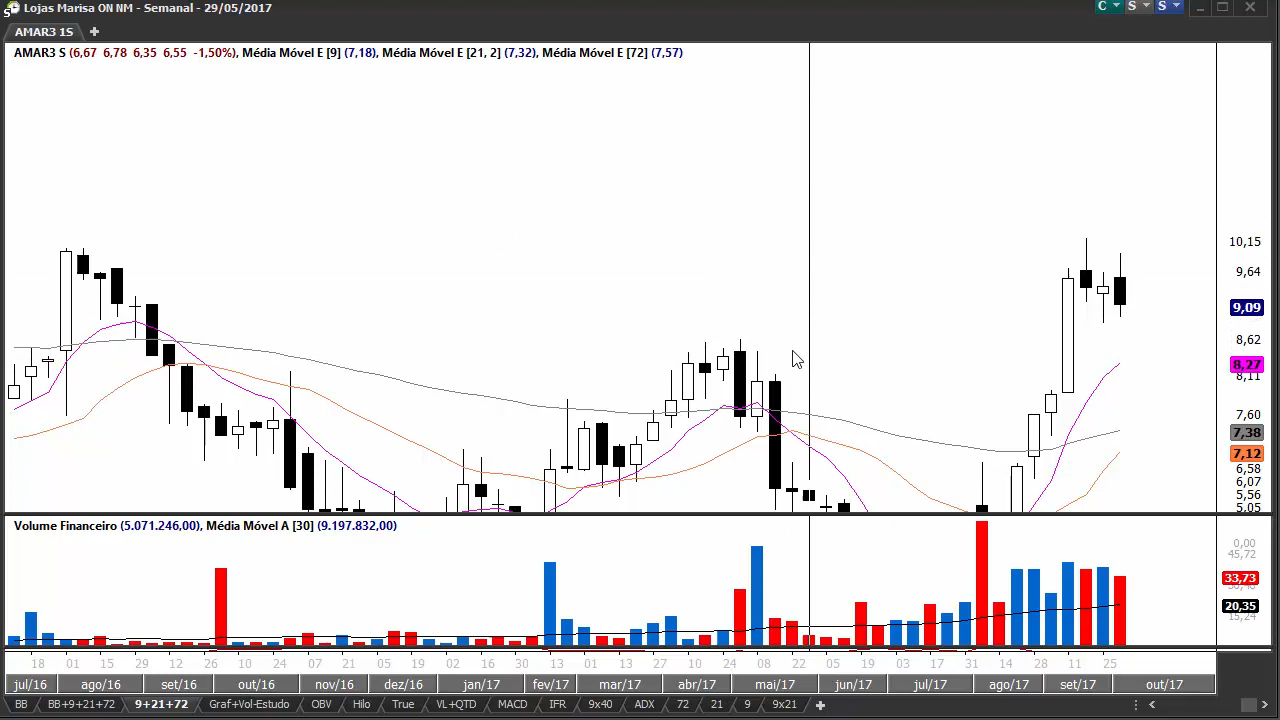 Lojas Marisa ON NM - Semanal - 29/05/2017
C S S
AMAR3 1S
AMAR3 S (6,67 6,78 6,35 6,55 -1,50%), Média Móvel E [9] (7,18), Média Móvel E [21, 2] (7,32), Média Móvel E [72] (7,57)
10,15
9,64
9,09
8,62
8,27
8,11
7,60
7,38
7,12
6,58
6,07
5,56
5,05
Volume Financeiro (5.071.246,00), Média Móvel A [30] (9.197.832,00)
0,00
45,72
33,73
20,35
15,24
18 01 15 29 12 26 10 24 07 21 05 19 02 16 30 13 01 13 27 10 24 08 22 05 19 03 17 31 14 28 11 25
jul/16 ago/16 set/16 out/16 nov/16 dez/16 jan/17 fev/17 mar/17 abr/17 mai/17 jun/17 jul/17 ago/17 set/17 out/17
BB BB+9+21+72 9+21+72 Graf+Vol-Estudo OBV Hilo True VL+QTD MACD IFR 9x40 ADX 72 21 9 9x21